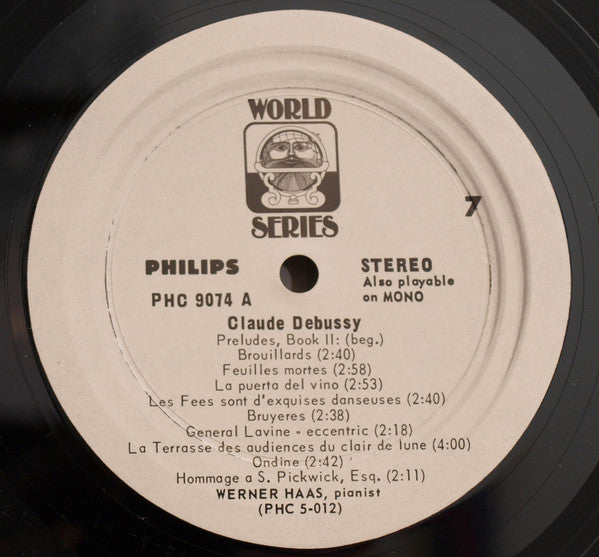 WORLD
SERIES
7
PHILIPS
STEREO
PHC 9074 A
Also playable
on MONO
Claude Debussy
Preludes, Book II: (beg.)
Brouillards (2:40)
Feuilles mortes (2:58)
La puerta del vino (2:53)
Les Fees sont d'exquises danseuses (2:40)
Bruyeres (2:38)
General Lavine - eccentric (2:18)
La Terrasse des audiences du clair de lune (4:00)
Ondine (2:42)
Hommage a S. Pickwick, Esq. (2:11)
WERNER HAAS, pianist
(PHC 5-012)